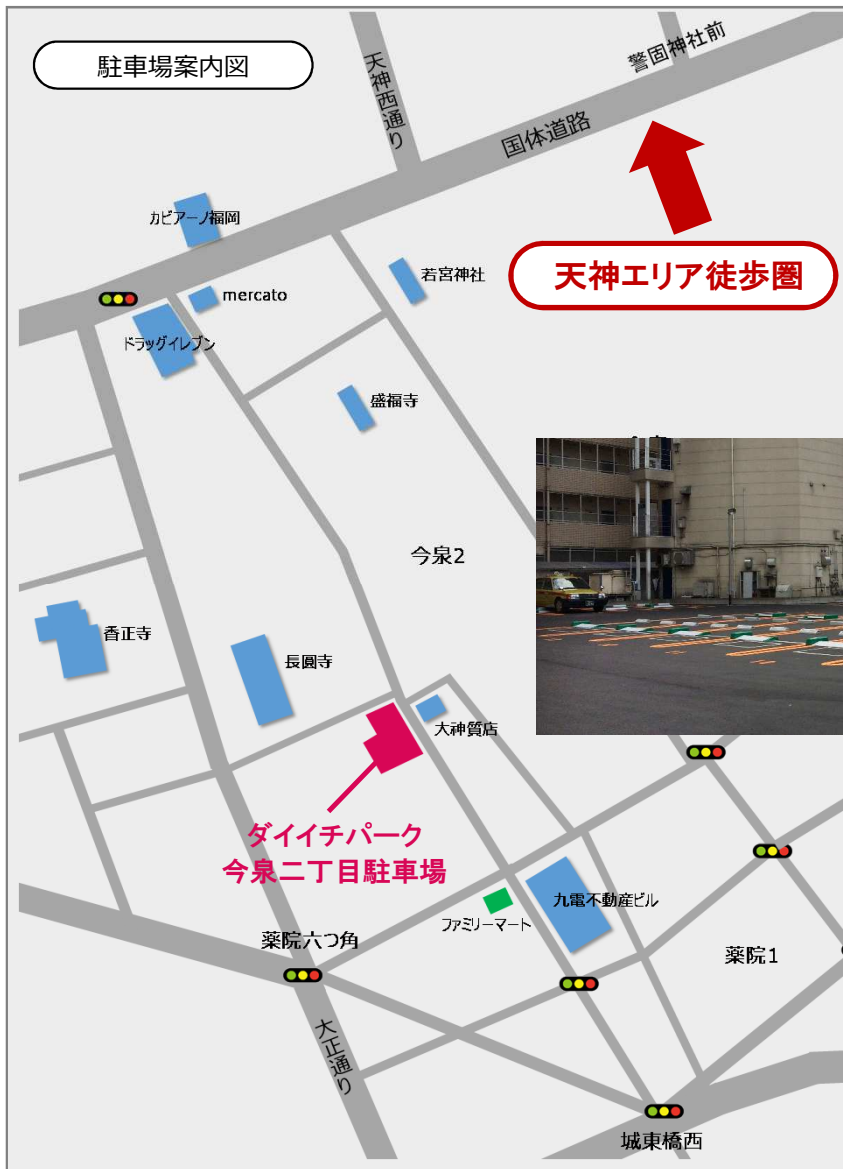 駐車場案内図
天神西通り
警固神社前
国体道路
カピアーノ福岡
天神エリア徒歩圏
若宮神社
mercato
ドラッグイレブン
盛福寺
今泉2
香正寺
長圓寺
大神質店
ダイイチパーク
今泉二丁目駐車場
九電不動産ビル
ファミリーマート
薬院六つ角
薬院1
大正通り
城東橋西